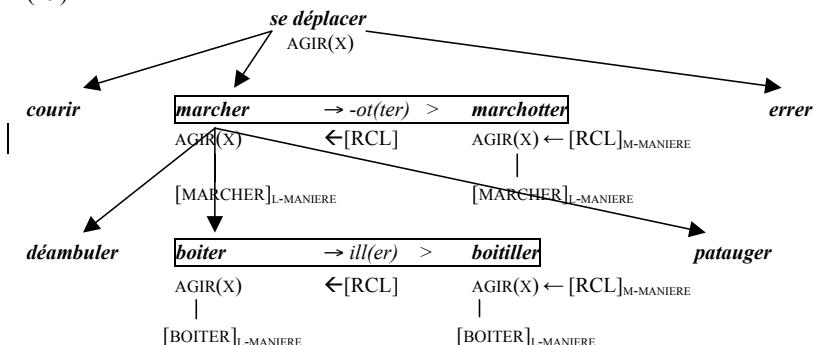 se déplacer
AGIR(X)
courir marcher → -ot(ter) > marchotter errer
AGIR(X) ←[RCL] AGIR(X) ← [RCL]M-MANIERE
[MARCHER]L-MANIERE [MARCHER]L-MANIERE
déambuler boiter → ill(er) > boitiller patauger
AGIR(X) ←[RCL] AGIR(X) ← [RCL]M-MANIERE
[BOITER]L-MANIERE [BOITER]L-MANIERE